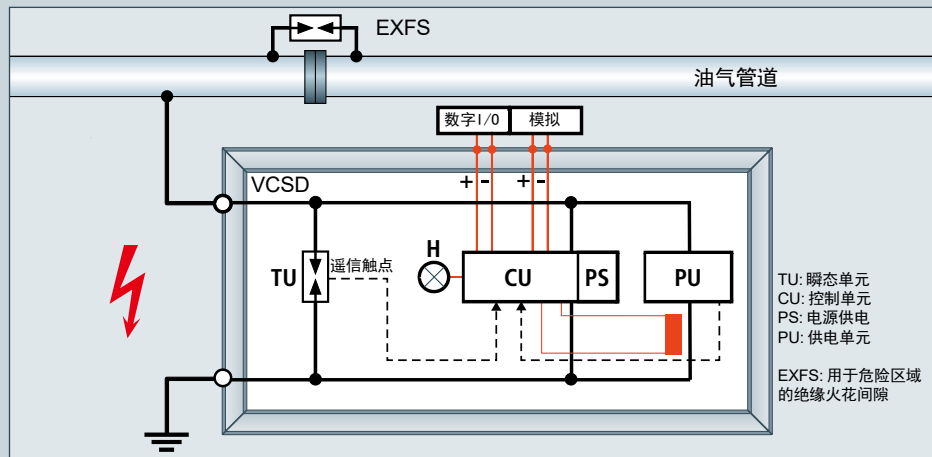 EXFS
油气管道
数字I/0 模拟
VCSD
+ - + -
H
TU 遥信触点 CU PS PU
TU: 瞬态单元
CU: 控制单元
PS: 电源供电
PU: 供电单元
EXFS: 用于危险区域
的绝缘火花间隙